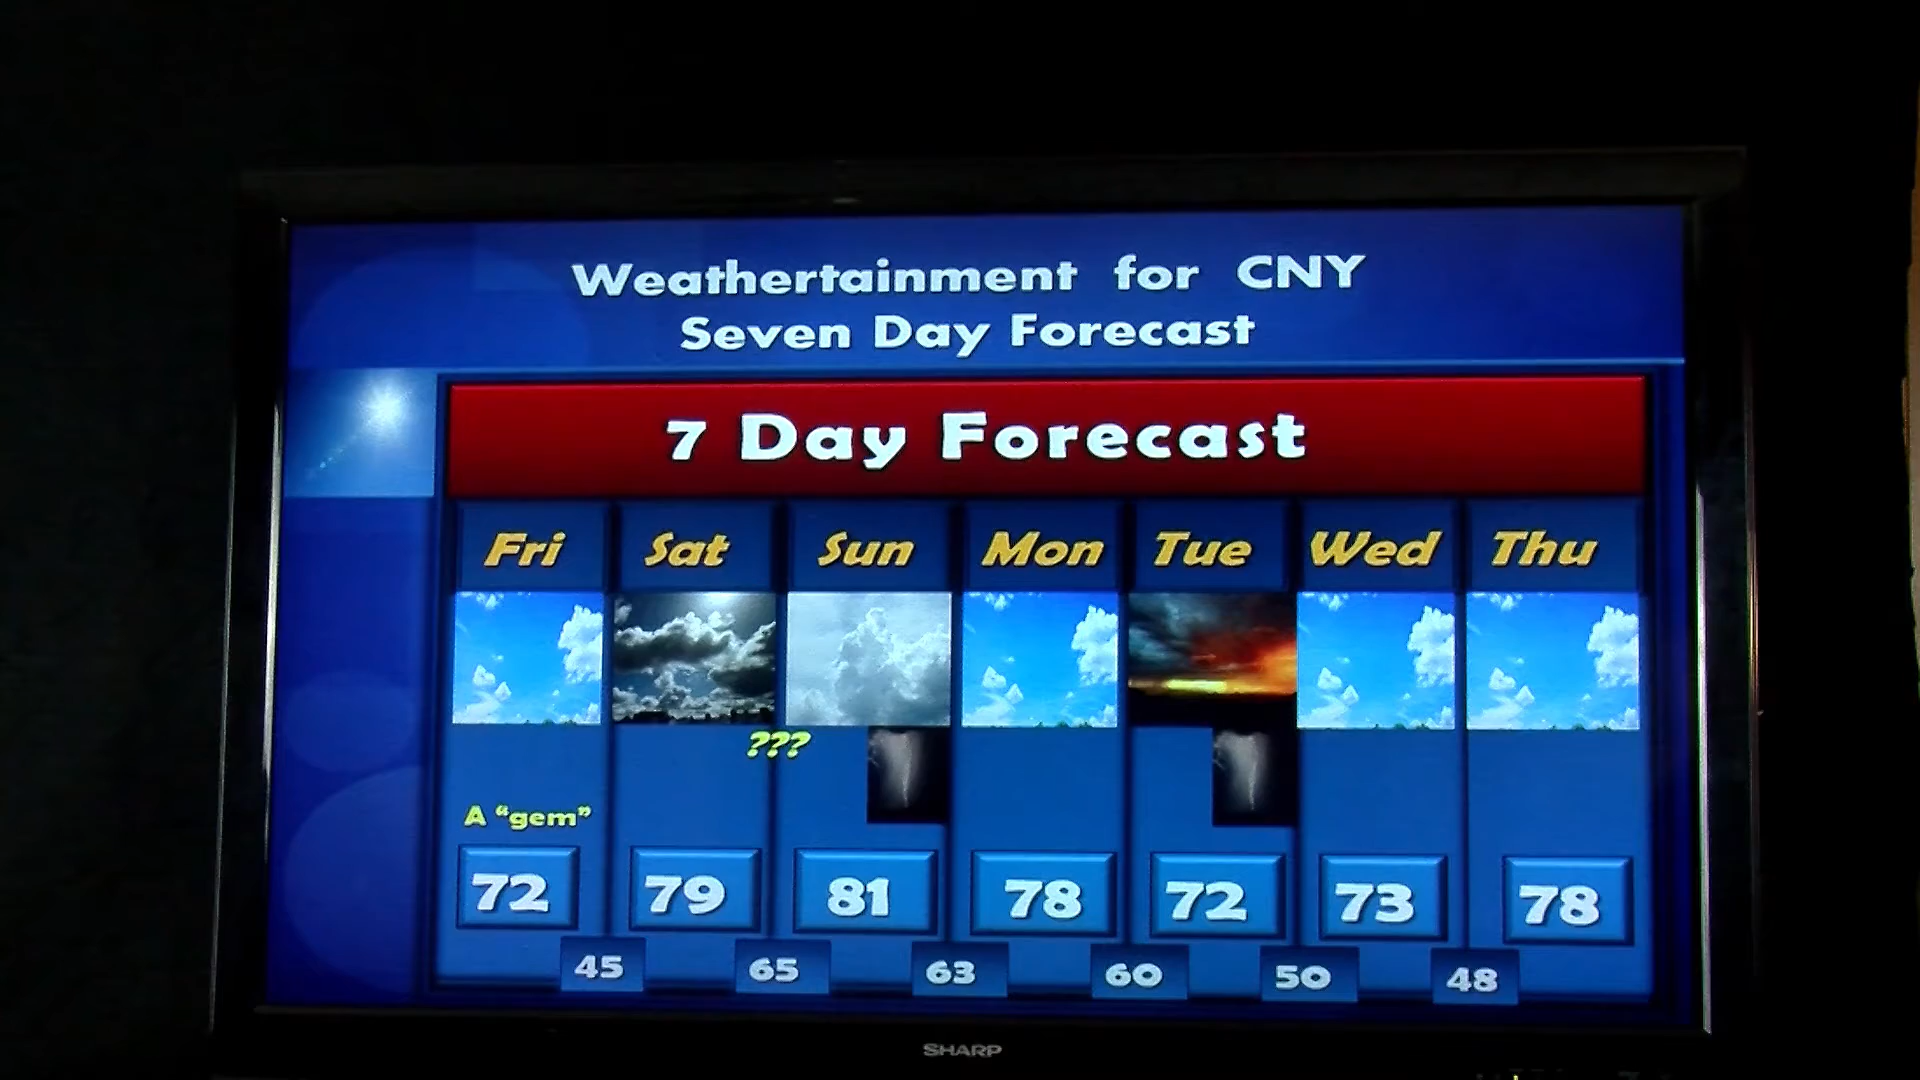 Weathertainment for CNY
Seven Day Forecast
7 Day Forecast
Fri Sat Sun Mon Tue Wed Thu
???
A “gem”
72 79 81 78 72 73 78
45 65 63 60 50 48
SHARP